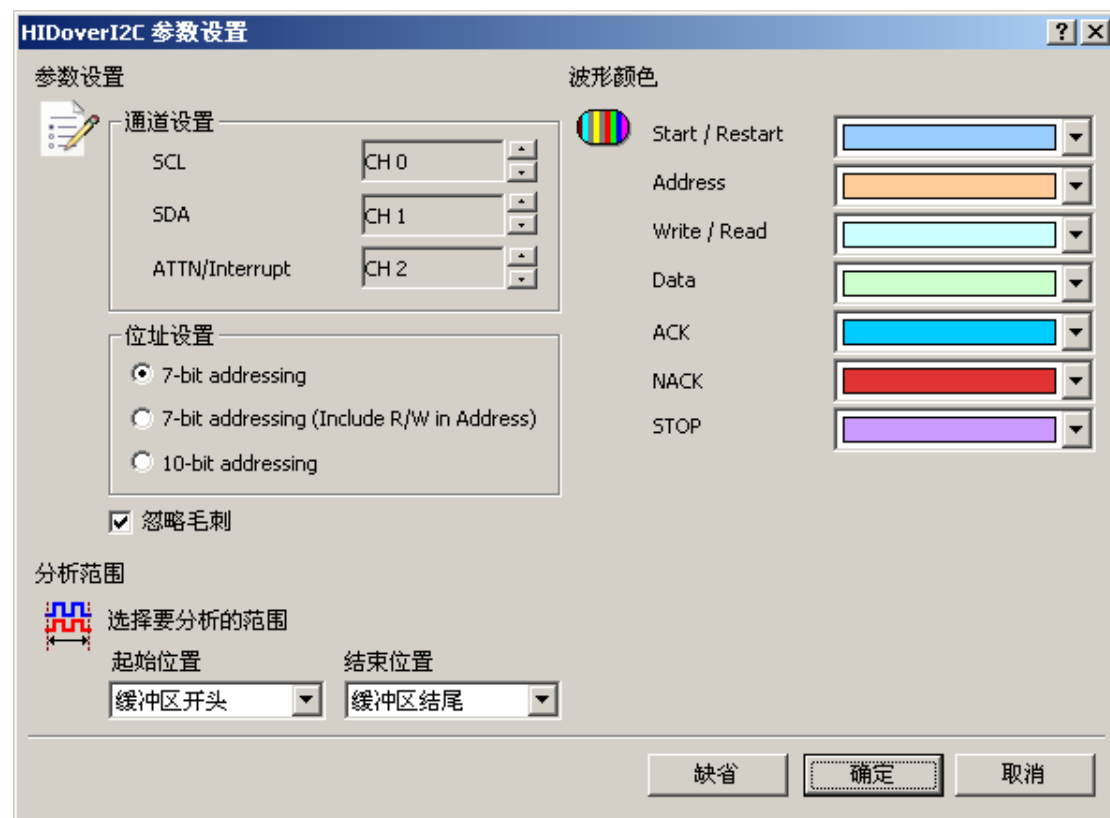 HIDoverI2C 参数设置
参数设置
通道设置
SCL
CH 0
SDA
CH 1
ATTN/Interrupt
CH 2
位址设置
7-bit addressing
7-bit addressing (Include R/W in Address)
10-bit addressing
忽略毛刺
波形颜色
Start / Restart
Address
Write / Read
Data
ACK
NACK
STOP
分析范围
选择要分析的范围
起始位置
结束位置
缓冲区开头
缓冲区结尾
缺省
确定
取消